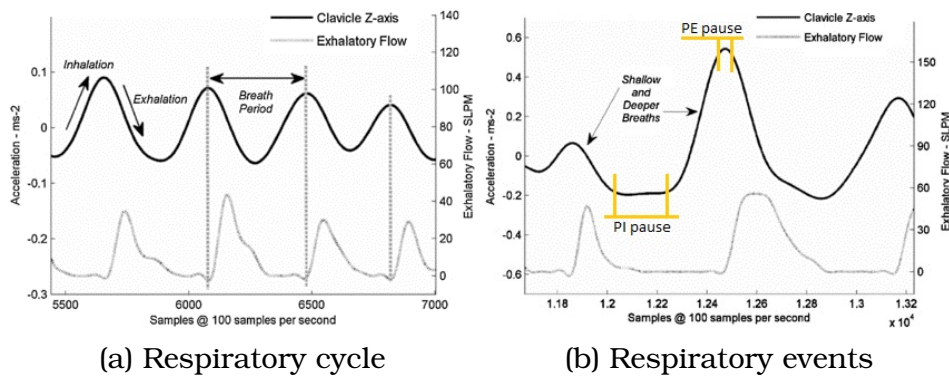 Clavicle Z-axis
Exhalatory Flow
Inhalation
Exhalation
Breath
Period
Acceleration - ms-2
0.1
0
-0.1
-0.2
-0.3
140
120
100
80
60
40
20
0
Exhalatory Flow - SLPM
5500 6000 6500 7000
Samples @ 100 samples per second
(a) Respiratory cycle
PE pause
Clavicle Z-axis
Exhalatory Flow
Shallow
and
Deeper
Breaths
PI pause
Acceleration - ms-2
0.6
0.4
0.2
0
-0.2
-0.4
-0.6
150
120
90
60
30
0
Exhalatory Flow - SLPM
1.18 1.2 1.22 1.24 1.26 1.28 1.3 1.32
x 10⁴
Samples @ 100 samples per second
(b) Respiratory events